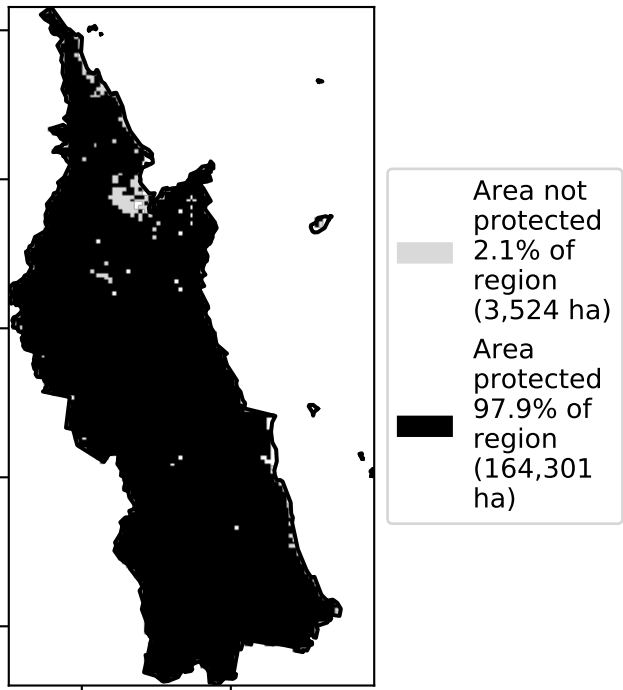 Area not
protected
2.1% of
region
(3,524 ha)
Area
protected
97.9% of
region
(164,301
ha)